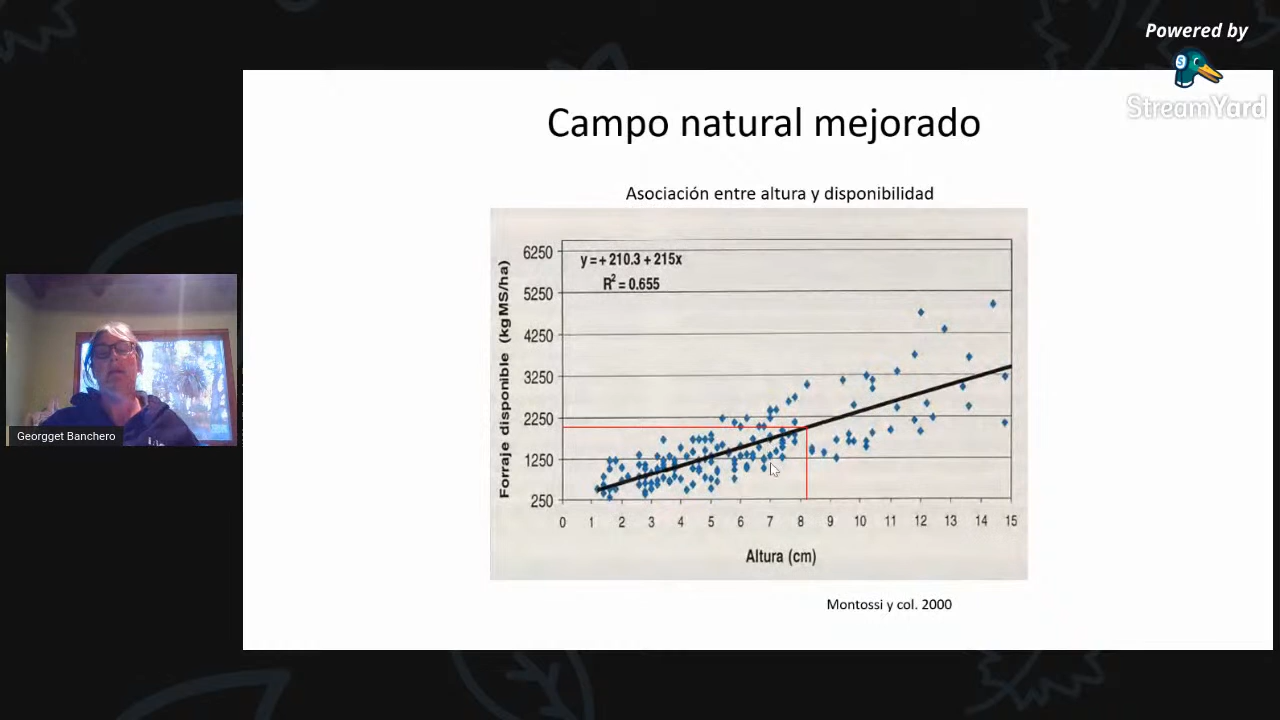 Powered by
StreamYard
Campo natural mejorado
Asociación entre altura y disponibilidad
y = + 210.3 + 215x
R² = 0.655
Forraje disponible (kg MS/ha)
6250
5250
4250
3250
2250
1250
250
0 1 2 3 4 5 6 7 8 9 10 11 12 13 14 15
Altura (cm)
Montossi y col. 2000
Georgget Banchero